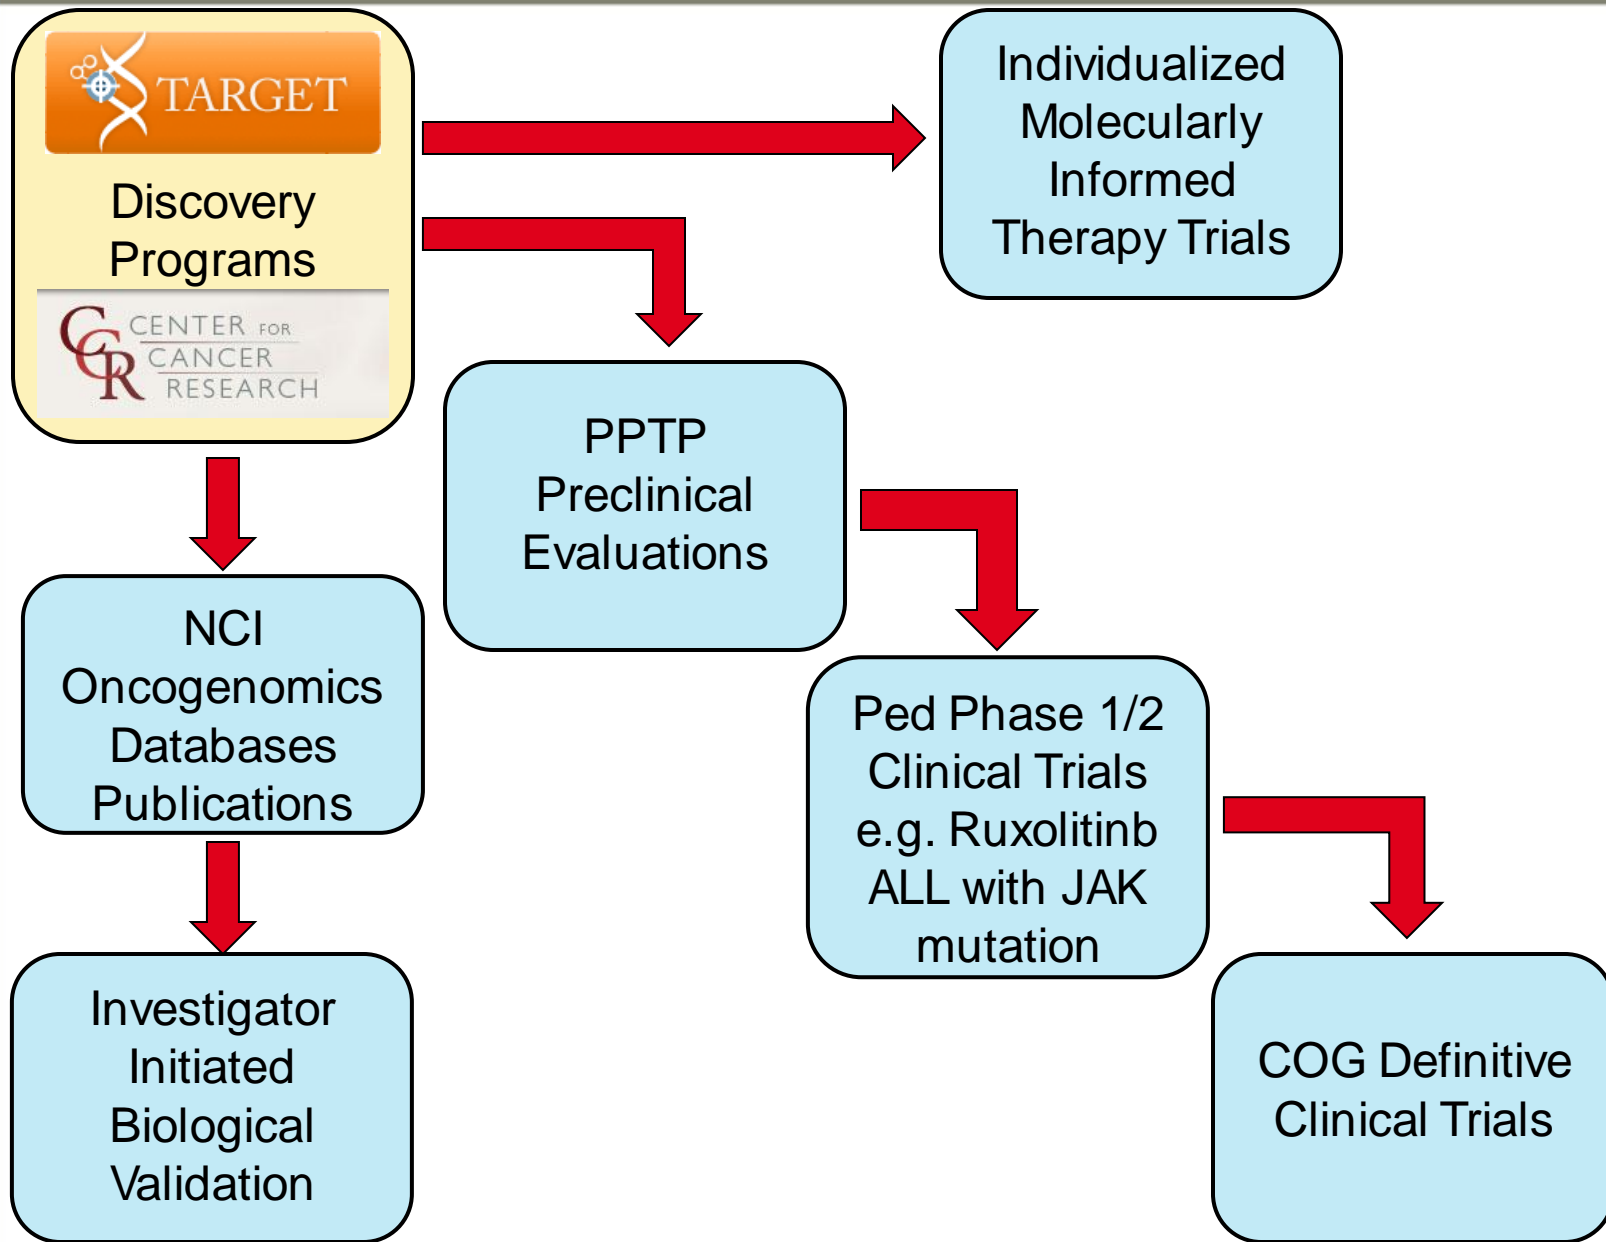 TARGET
Discovery
Programs
CENTER FOR
CANCER
RESEARCH
CCR
Individualized
Molecularly
Informed
Therapy Trials
PPTP
Preclinical
Evaluations
NCI
Oncogenomics
Databases
Publications
Ped Phase 1/2
Clinical Trials
e.g. Ruxolitinb
ALL with JAK
mutation
Investigator
Initiated
Biological
Validation
COG Definitive
Clinical Trials